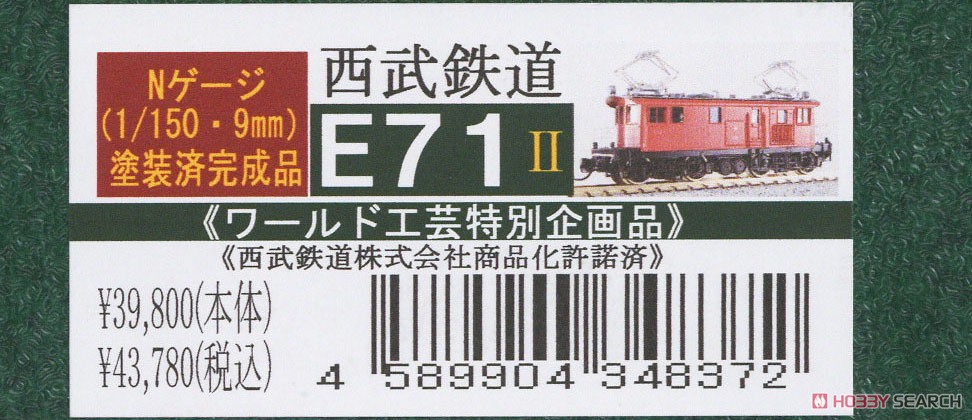 Nゲージ
(1/150・9mm)
塗装済完成品
西武鉄道
E71 II
《ワールド工芸特別企画品》
《西武鉄道株式会社商品化許諾済》
¥39,800(本体)
¥43,780(税込)
4 589904 348372
HOBBY SEARCH